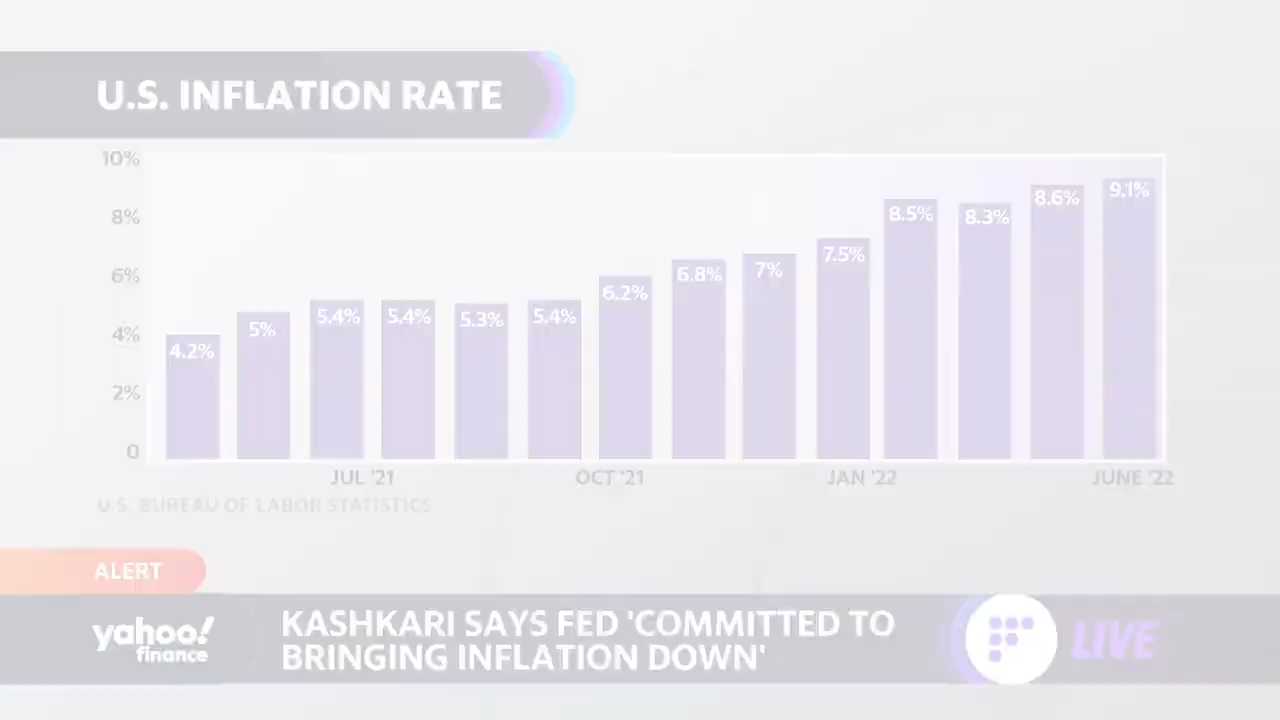 U.S. INFLATION RATE
10%
8%
6%
4%
2%
0
4.2%
5%
5.4%
5.4%
5.3%
5.4%
6.2%
6.8%
7%
7.5%
8.5%
8.3%
8.6%
9.1%
JUL '21
OCT '21
JAN '22
JUNE '22
U.S. BUREAU OF LABOR STATISTICS
ALERT
yahoo!
finance
KASHKARI SAYS FED 'COMMITTED TO
BRINGING INFLATION DOWN'
LIVE